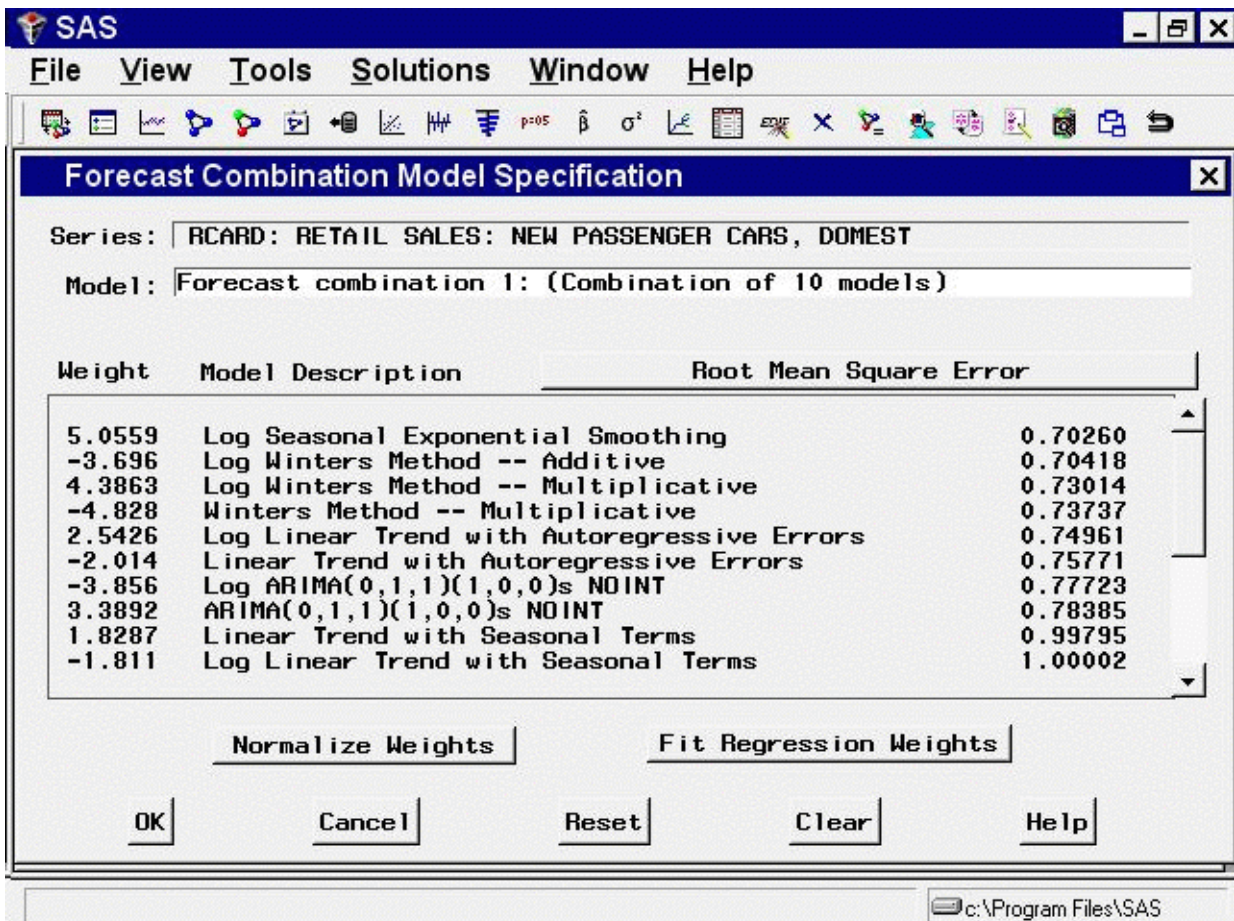 SAS
File View Tools Solutions Window Help
p=05 β̂ σ² EDIT
Forecast Combination Model Specification
Series: RCARD: RETAIL SALES: NEW PASSENGER CARS, DOMEST
Model: Forecast combination 1: (Combination of 10 models)
Weight Model Description Root Mean Square Error
5.0559 Log Seasonal Exponential Smoothing 0.70260
-3.696 Log Winters Method -- Additive 0.70418
4.3863 Log Winters Method -- Multiplicative 0.73014
-4.828 Winters Method -- Multiplicative 0.73737
2.5426 Log Linear Trend with Autoregressive Errors 0.74961
-2.014 Linear Trend with Autoregressive Errors 0.75771
-3.856 Log ARIMA(0,1,1)(1,0,0)s NOINT 0.77723
3.3892 ARIMA(0,1,1)(1,0,0)s NOINT 0.78385
1.8287 Linear Trend with Seasonal Terms 0.99795
-1.811 Log Linear Trend with Seasonal Terms 1.00002
Normalize Weights Fit Regression Weights
OK Cancel Reset Clear Help
c:\Program Files\SAS